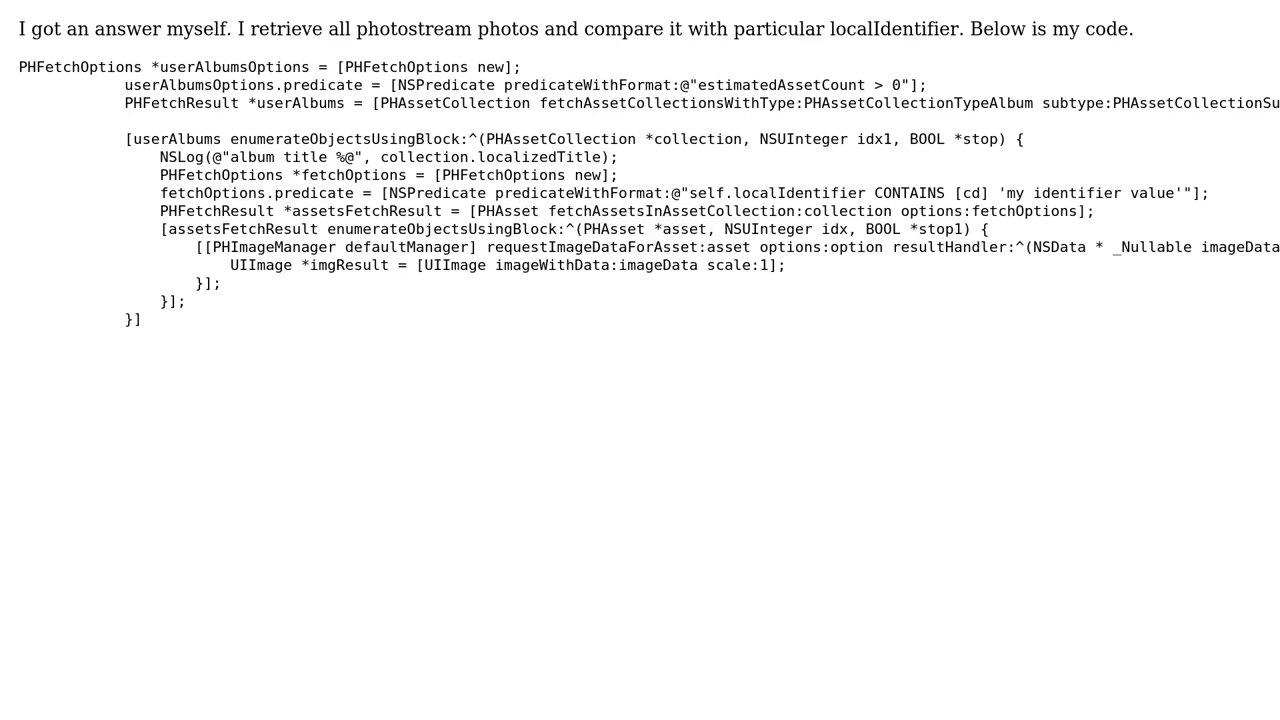 I got an answer myself. I retrieve all photostream photos and compare it with particular localIdentifier. Below is my code.
PHFetchOptions *userAlbumsOptions = [PHFetchOptions new];
userAlbumsOptions.predicate = [NSPredicate predicateWithFormat:@"estimatedAssetCount > 0"];
PHFetchResult *userAlbums = [PHAssetCollection fetchAssetCollectionsWithType:PHAssetCollectionTypeAlbum subtype:PHAssetCollectionSu
[userAlbums enumerateObjectsUsingBlock:^(PHAssetCollection *collection, NSUInteger idx1, BOOL *stop) {
NSLog(@"album title %@", collection.localizedTitle);
PHFetchOptions *fetchOptions = [PHFetchOptions new];
fetchOptions.predicate = [NSPredicate predicateWithFormat:@"self.localIdentifier CONTAINS [cd] 'my identifier value'"];
PHFetchResult *assetsFetchResult = [PHAsset fetchAssetsInAssetCollection:collection options:fetchOptions];
[assetsFetchResult enumerateObjectsUsingBlock:^(PHAsset *asset, NSUInteger idx, BOOL *stop1) {
[[PHImageManager defaultManager] requestImageDataForAsset:asset options:option resultHandler:^(NSData * _Nullable imageData
UIImage *imgResult = [UIImage imageWithData:imageData scale:1];
}];
}];
}]